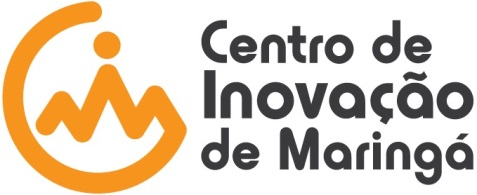 Centro de
Inovação
de Maringá